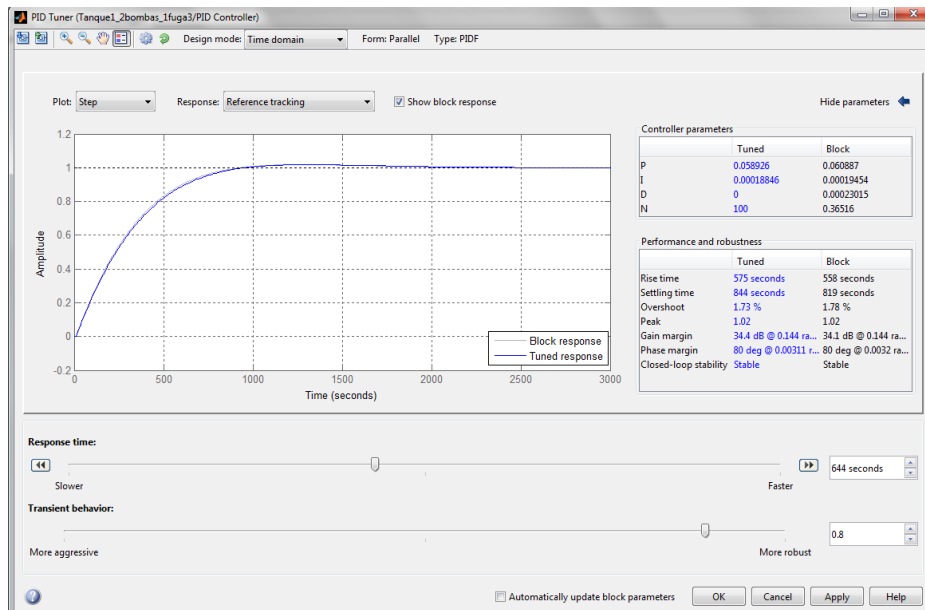 PID Tuner (Tanque1_2bombas_1fuga3/PID Controller)
Design mode: Time domain Form: Parallel Type: PIDF
Plot: Step Response: Reference tracking Show block response Hide parameters
Controller parameters
Tuned Block
P 0.058926 0.060887
I 0.00018846 0.00019454
D 0 0.00023015
N 100 0.36516
Performance and robustness
Tuned Block
Rise time 575 seconds 558 seconds
Settling time 844 seconds 819 seconds
Overshoot 1.73 % 1.78 %
Peak 1.02 1.02
Gain margin 34.4 dB @ 0.144 ra... 34.1 dB @ 0.144 ra...
Phase margin 80 deg @ 0.00311 r... 80 deg @ 0.0032 ra...
Closed-loop stability Stable Stable
1.2
1
0.8
0.6
0.4
0.2
0
-0.2
Amplitude
Block response
Tuned response
0 500 1000 1500 2000 2500 3000
Time (seconds)
Response time:
644 seconds
Slower Faster
Transient behavior:
0.8
More aggressive More robust
Automatically update block parameters OK Cancel Apply Help